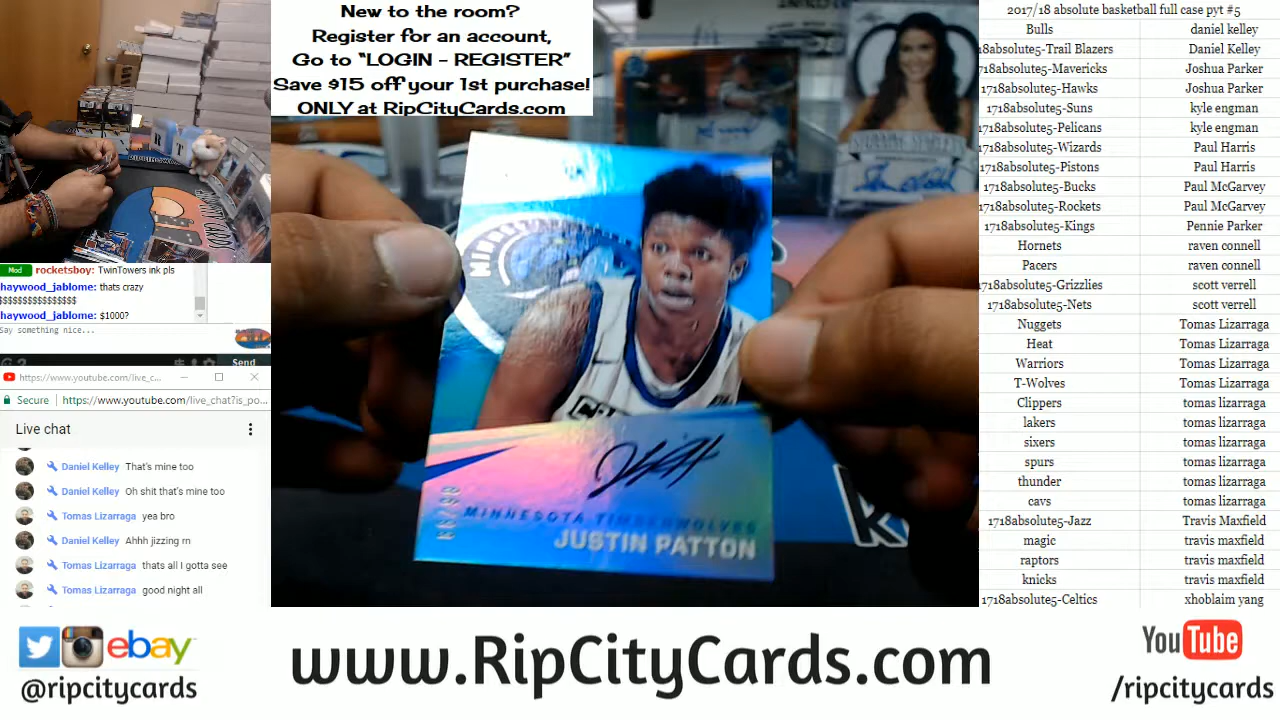 New to the room?
Register for an account,
Go to “LOGIN - REGISTER”
Save $15 off your 1st purchase!
ONLY at RipCityCards.com
Mod rocketsboy: TwinTowers ink pls
haywood_jablome: thats crazy
$$$$$$$$$$$$$$$$
haywood_jablome: $1000?
Say something nice...
Send
https://www.youtube.com/live_c...
Secure https://www.youtube.com/live_chat?is_po...
Live chat
Daniel Kelley That's mine too
Daniel Kelley Oh shit that's mine too
Tomas Lizarraga yea bro
Daniel Kelley Ahhh jizzing rn
Tomas Lizarraga thats all I gotta see
Tomas Lizarraga good night all
MINNESOTA
MINNESOTA TIMBERWOLVES
JUSTIN PATTON
2017/18 absolute basketball full case pyt #5
Bulls daniel kelley
18absolute5-Trail Blazers Daniel Kelley
1718absolute5-Mavericks Joshua Parker
1718absolute5-Hawks Joshua Parker
1718absolute5-Suns kyle engman
1718absolute5-Pelicans kyle engman
1718absolute5-Wizards Paul Harris
1718absolute5-Pistons Paul Harris
1718absolute5-Bucks Paul McGarvey
1718absolute5-Rockets Paul McGarvey
1718absolute5-Kings Pennie Parker
Hornets raven connell
Pacers raven connell
1718absolute5-Grizzlies scott verrell
1718absolute5-Nets scott verrell
Nuggets Tomas Lizarraga
Heat Tomas Lizarraga
Warriors Tomas Lizarraga
T-Wolves Tomas Lizarraga
Clippers tomas lizarraga
lakers tomas lizarraga
sixers tomas lizarraga
spurs tomas lizarraga
thunder tomas lizarraga
cavs tomas lizarraga
1718absolute5-Jazz Travis Maxfield
magic travis maxfield
raptors travis maxfield
knicks travis maxfield
1718absolute5-Celtics xhoblaim yang
ebay
@ripcitycards
www.RipCityCards.com
YouTube
/ripcitycards